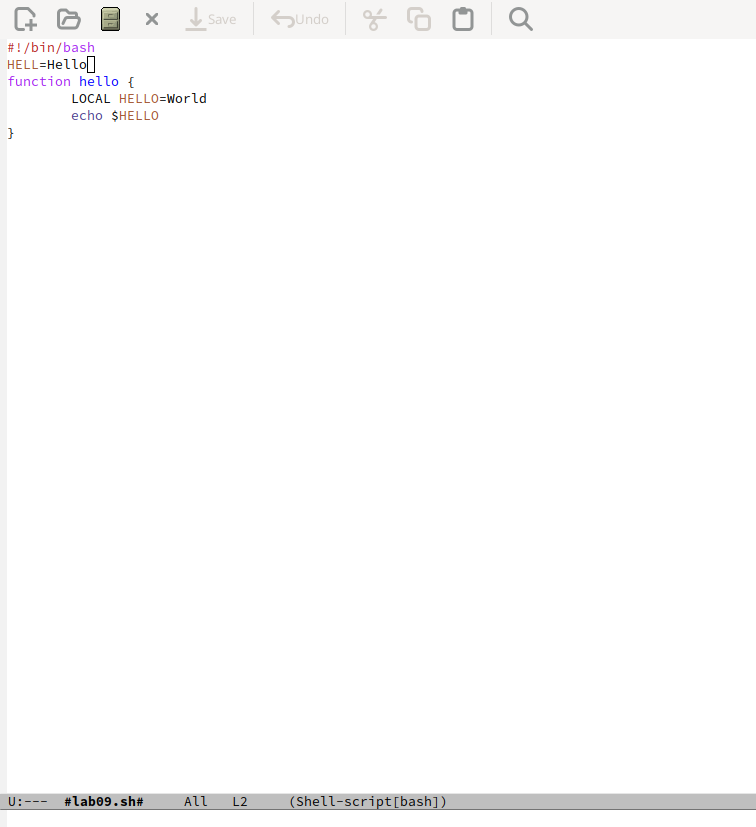 Save Undo
#!/bin/bash
HELL=Hello
function hello {
        LOCAL HELLO=World
        echo $HELLO
}
U:---  #lab09.sh#     All   L2     (Shell-script[bash])